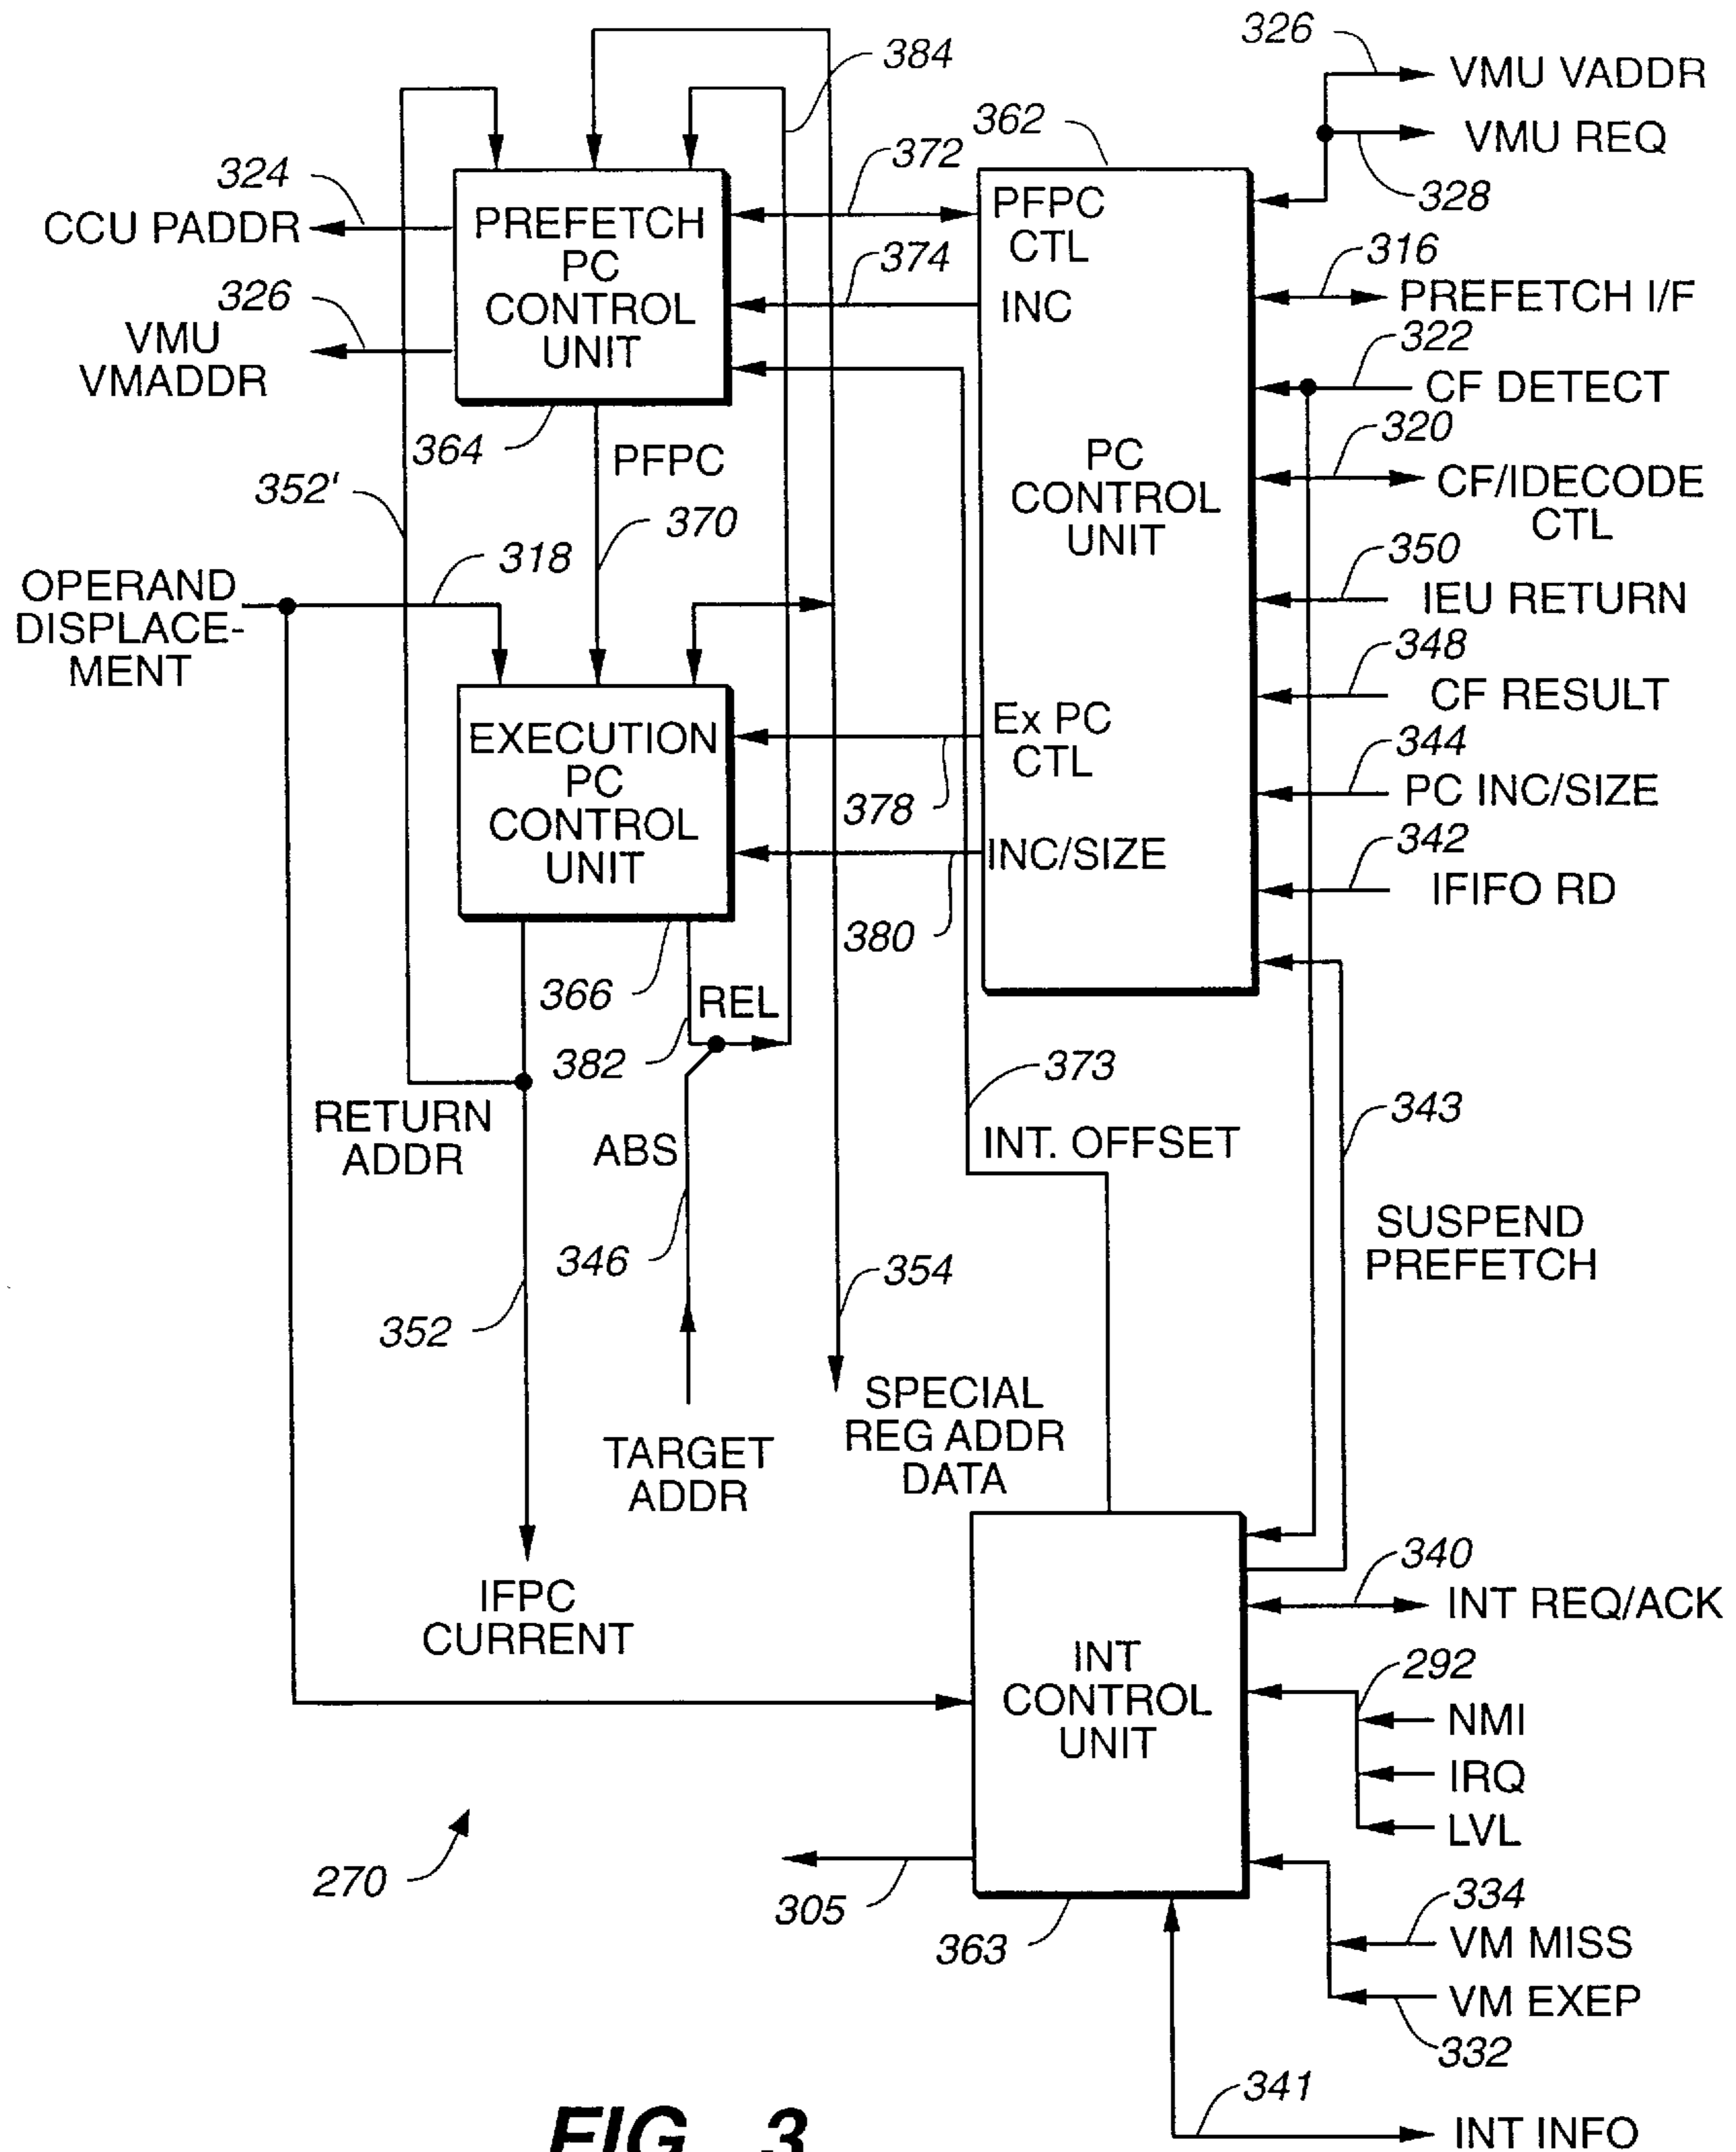 384
326
VMU VADDR
362
372
VMU REQ
324
PFPC
CTL
328
CCU PADDR
PREFETCH
PC
CONTROL
UNIT
374
316
326
INC
PREFETCH I/F
VMU
VMADDR
322
CF DETECT
364
PFPC
320
352'
PC
CONTROL
UNIT
CF/IDECODE
CTL
370
318
350
OPERAND
DISPLACE-
MENT
IEU RETURN
348
CF RESULT
EXECUTION
PC
CONTROL
UNIT
Ex PC
CTL
344
378
PC INC/SIZE
INC/SIZE
342
IFIFO RD
380
366
REL
382
373
343
RETURN
ADDR
ABS
INT. OFFSET
346
354
SUSPEND
PREFETCH
352
SPECIAL
REG ADDR
DATA
TARGET
ADDR
340
IFPC
CURRENT
INT REQ/ACK
INT
CONTROL
UNIT
292
NMI
IRQ
LVL
270
305
363
334
VM MISS
VM EXEP
332
341
INT INFO
FIG. 3